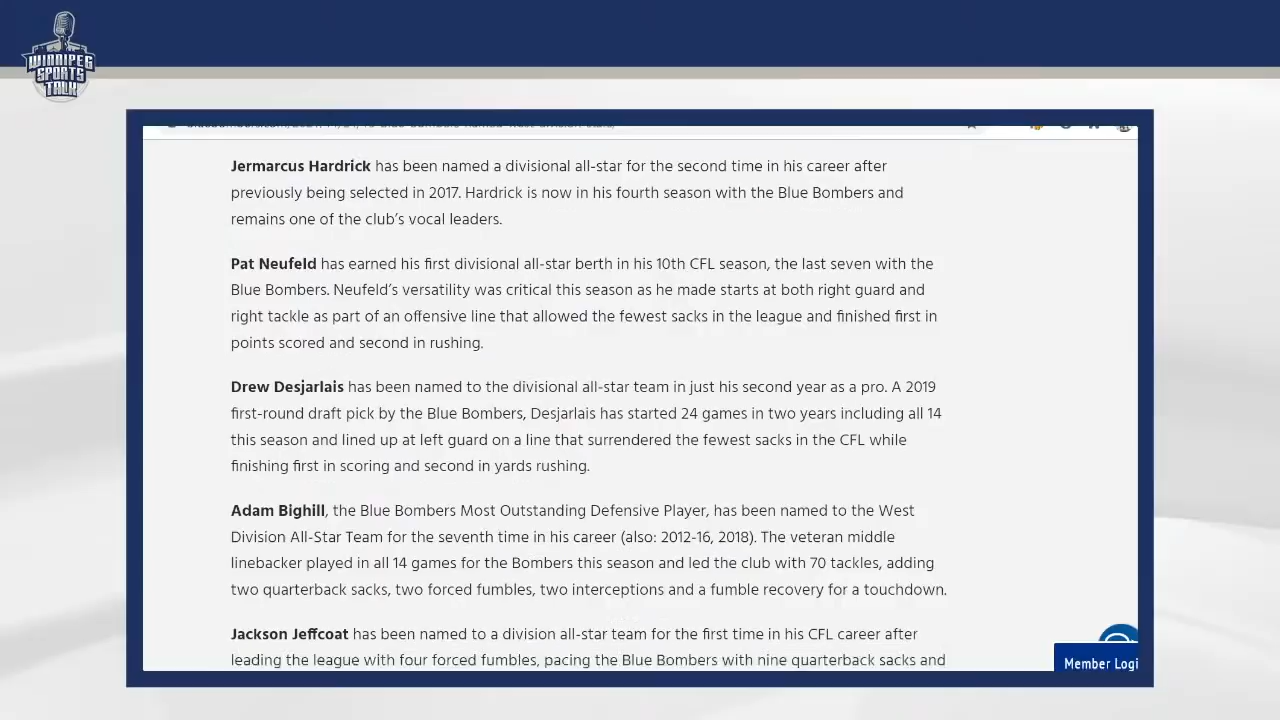 WINNIPEG
SPORTS
TALK
Jermarcus Hardrick has been named a divisional all-star for the second time in his career after
previously being selected in 2017. Hardrick is now in his fourth season with the Blue Bombers and
remains one of the club's vocal leaders.
Pat Neufeld has earned his first divisional all-star berth in his 10th CFL season, the last seven with the
Blue Bombers. Neufeld's versatility was critical this season as he made starts at both right guard and
right tackle as part of an offensive line that allowed the fewest sacks in the league and finished first in
points scored and second in rushing.
Drew Desjarlais has been named to the divisional all-star team in just his second year as a pro. A 2019
first-round draft pick by the Blue Bombers, Desjarlais has started 24 games in two years including all 14
this season and lined up at left guard on a line that surrendered the fewest sacks in the CFL while
finishing first in scoring and second in yards rushing.
Adam Bighill, the Blue Bombers Most Outstanding Defensive Player, has been named to the West
Division All-Star Team for the seventh time in his career (also: 2012-16, 2018). The veteran middle
linebacker played in all 14 games for the Bombers this season and led the club with 70 tackles, adding
two quarterback sacks, two forced fumbles, two interceptions and a fumble recovery for a touchdown.
Jackson Jeffcoat has been named to a division all-star team for the first time in his CFL career after
leading the league with four forced fumbles, pacing the Blue Bombers with nine quarterback sacks and
Member Logi